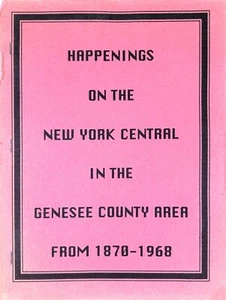 HAPPENINGS
ON THE
NEW YORK CENTRAL
IN THE
GENESEE COUNTY AREA
FROM 1870-1968